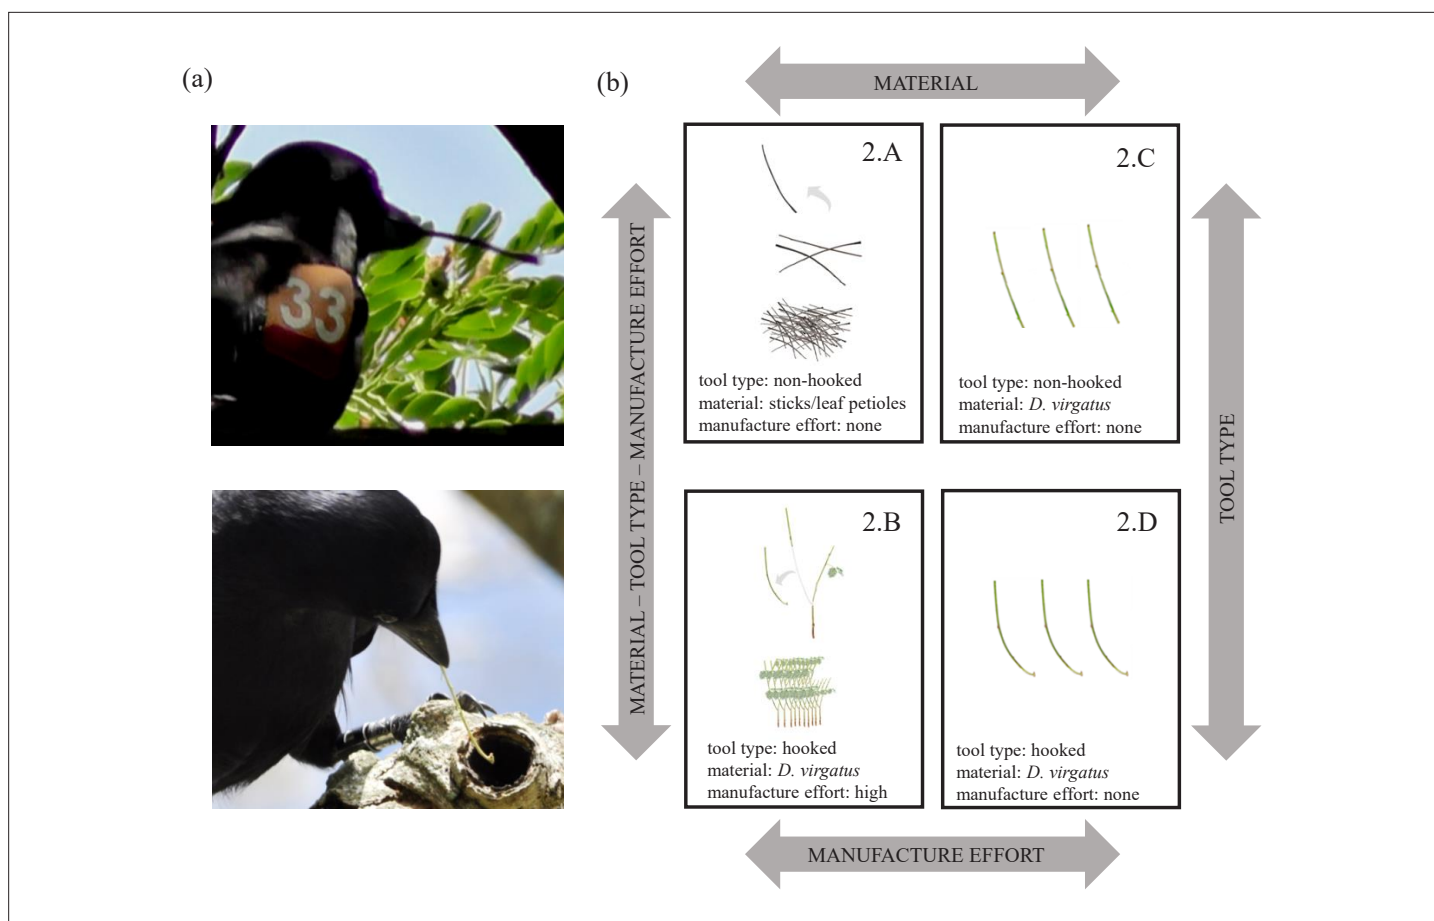 (a)
33
(b)
MATERIAL
MATERIAL – TOOL TYPE – MANUFACTURE EFFORT
2.A
tool type: non-hooked
material: sticks/leaf petioles
manufacture effort: none
2.C
tool type: non-hooked
material: D. virgatus
manufacture effort: none
TOOL TYPE
2.B
tool type: hooked
material: D. virgatus
manufacture effort: high
2.D
tool type: hooked
material: D. virgatus
manufacture effort: none
MANUFACTURE EFFORT